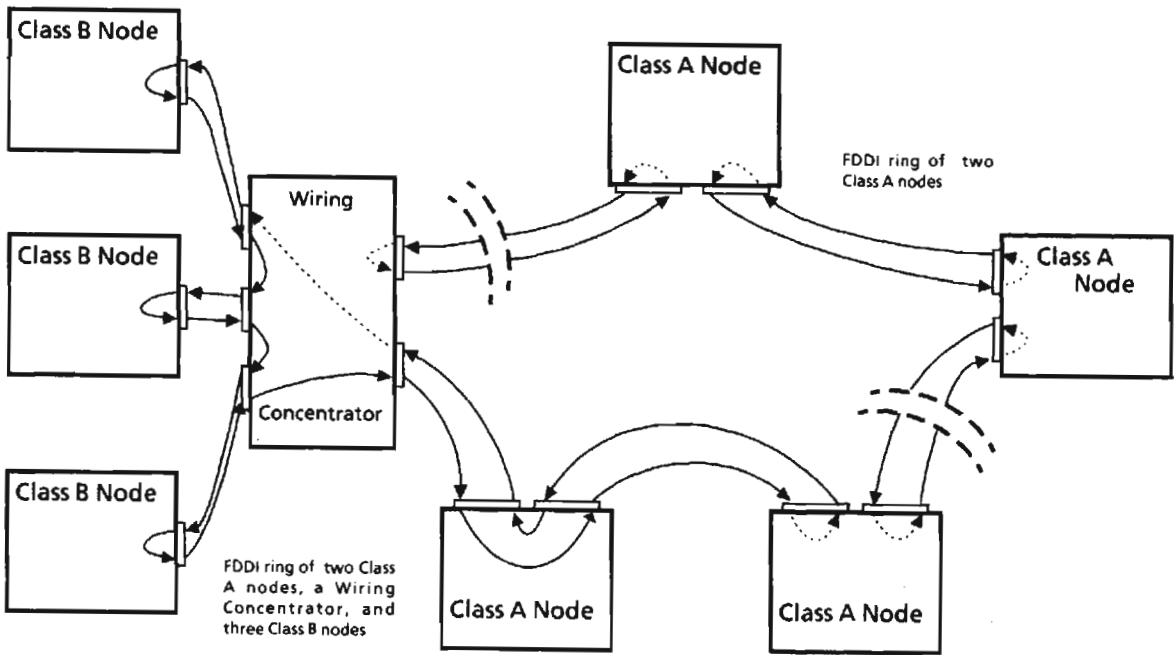 Class B Node
Class A Node
FDDI ring of two
Class A nodes
Wiring
Class B Node
Class A
Node
Concentrator
Class B Node
FDDI ring of two Class
A nodes, a Wiring
Concentrator, and
three Class B nodes
Class A Node
Class A Node